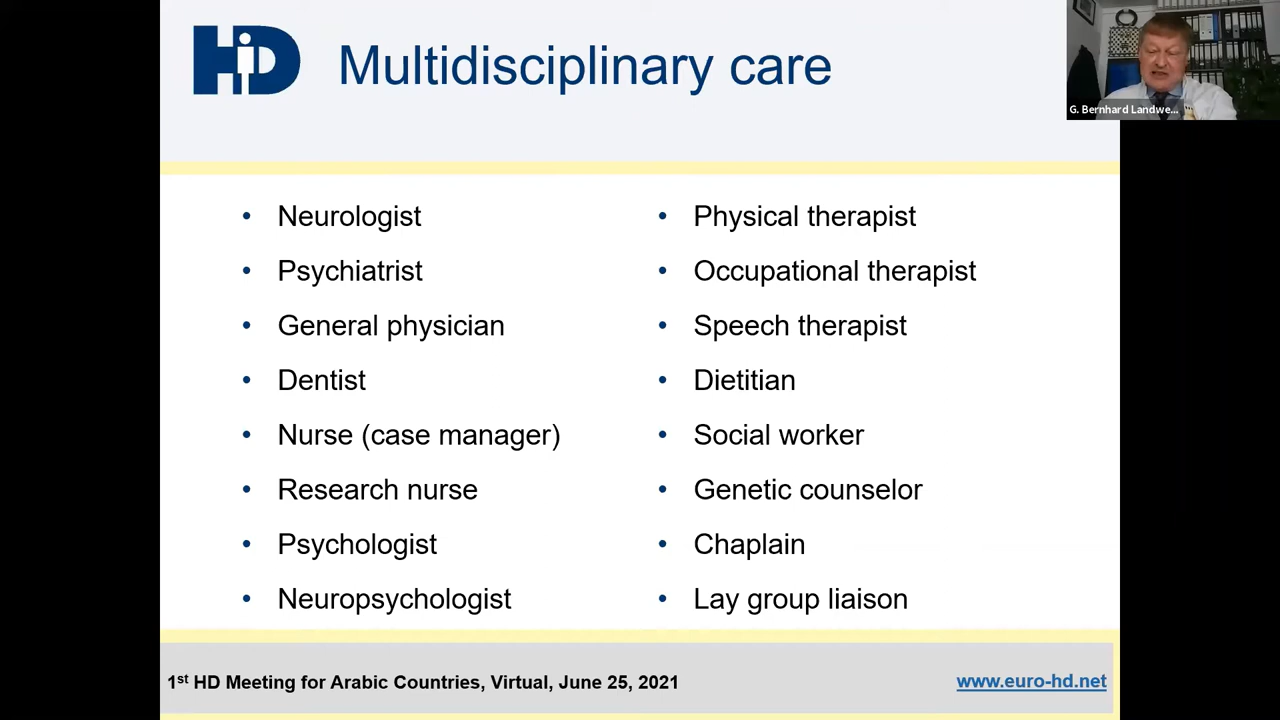 HD
Multidisciplinary care
G. Bernhard Landwe...
• Neurologist
• Psychiatrist
• General physician
• Dentist
• Nurse (case manager)
• Research nurse
• Psychologist
• Neuropsychologist
• Physical therapist
• Occupational therapist
• Speech therapist
• Dietitian
• Social worker
• Genetic counselor
• Chaplain
• Lay group liaison
1st HD Meeting for Arabic Countries, Virtual, June 25, 2021
www.euro-hd.net